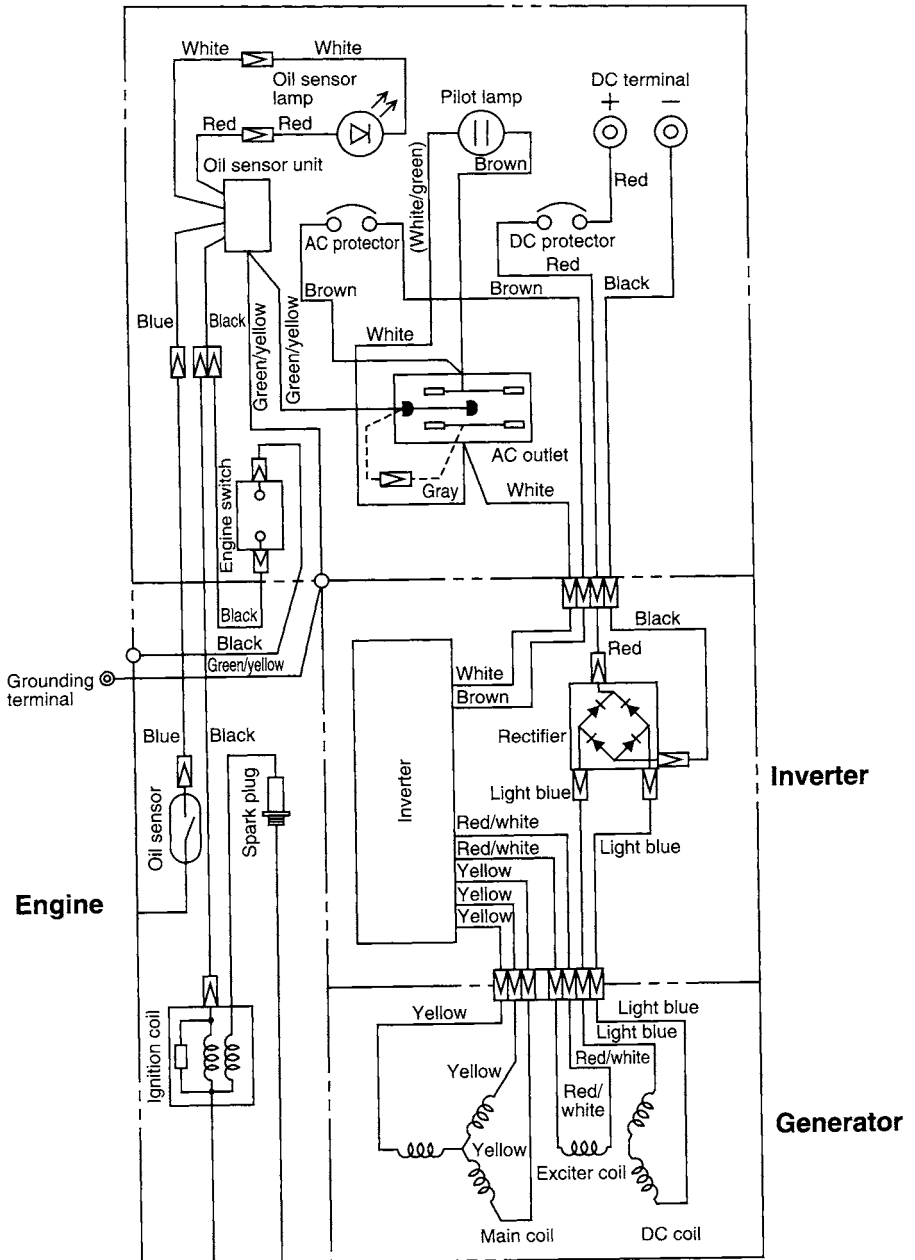 White
White
Oil sensor
lamp
Pilot lamp
DC terminal
+
−
Red
Red
Oil sensor unit
(White/green)
Brown
Red
AC protector
DC protector
Red
Brown
Brown
Black
Blue
Black
Green/yellow
Green/yellow
White
AC outlet
Engine switch
Gray
White
Black
Black
Green/yellow
Grounding
terminal
Black
Red
White
Brown
Rectifier
Blue
Black
Inverter
Inverter
Light blue
Oil sensor
Spark plug
Red/white
Red/white
Light blue
Yellow
Yellow
Yellow
Engine
Yellow
Light blue
Light blue
Red/white
Ignition coil
Yellow
Red/
white
Generator
Yellow
Exciter coil
Main coil
DC coil